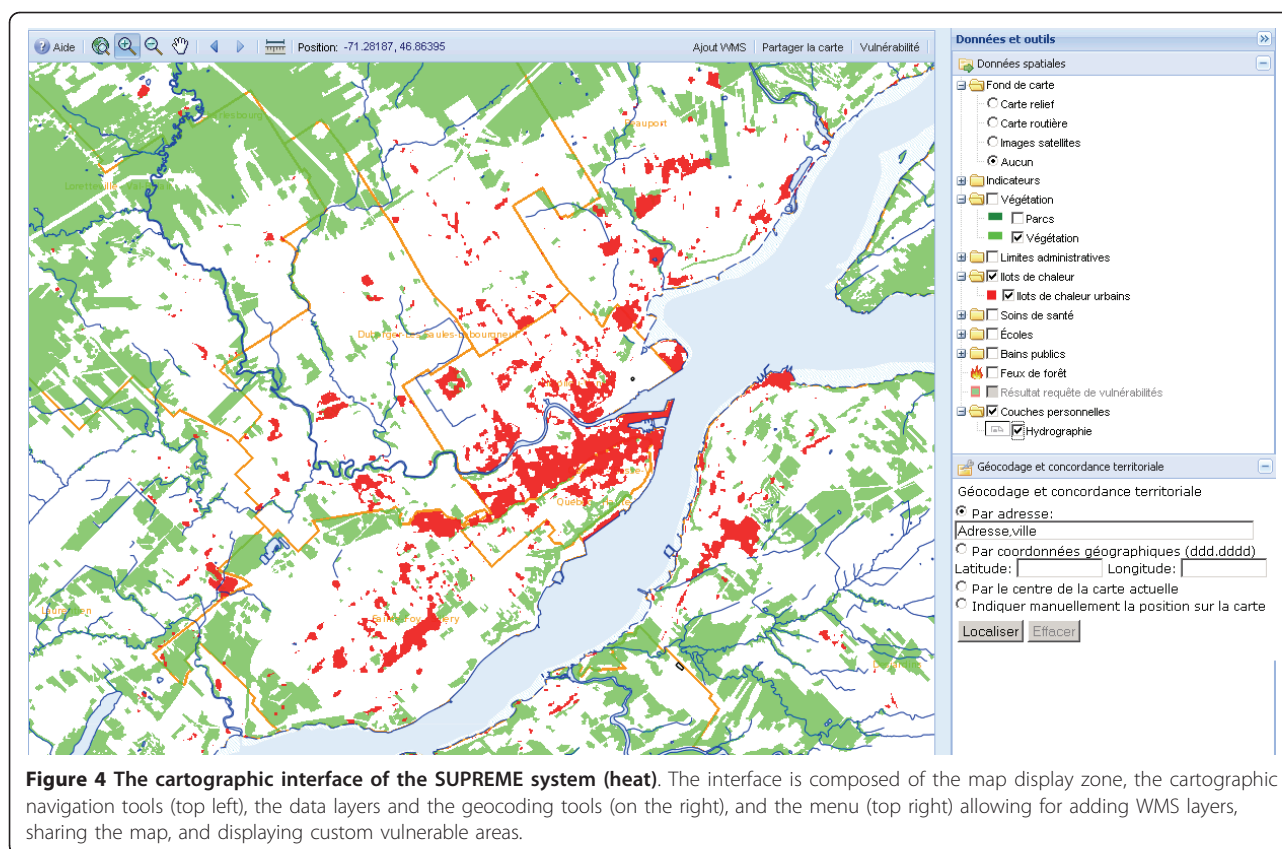 Aide
Position: -71.28187, 46.86395
Ajout WMS
Partager la carte
Vulnérabilité
Beauport
Données et outils
Données spatiales
Fond de carte
Carte relief
Carte routière
Images satellites
Aucun
Indicateurs
Végétation
Parcs
Végétation
Limites administratives
Ilots de chaleur
Ilots de chaleur urbains
Soins de santé
Écoles
Bains publics
Feux de forêt
Résultat requête de vulnérabilités
Couches personnelles
Hydrographie
Géocodage et concordance territoriale
Géocodage et concordance territoriale
Par adresse:
Adresse,ville
Par coordonnées géographiques (ddd.dddd)
Latitude: Longitude:
Par le centre de la carte actuelle
Indiquer manuellement la position sur la carte
Localiser Effacer
Figure 4 The cartographic interface of the SUPREME system (heat). The interface is composed of the map display zone, the cartographic
navigation tools (top left), the data layers and the geocoding tools (on the right), and the menu (top right) allowing for adding WMS layers,
sharing the map, and displaying custom vulnerable areas.